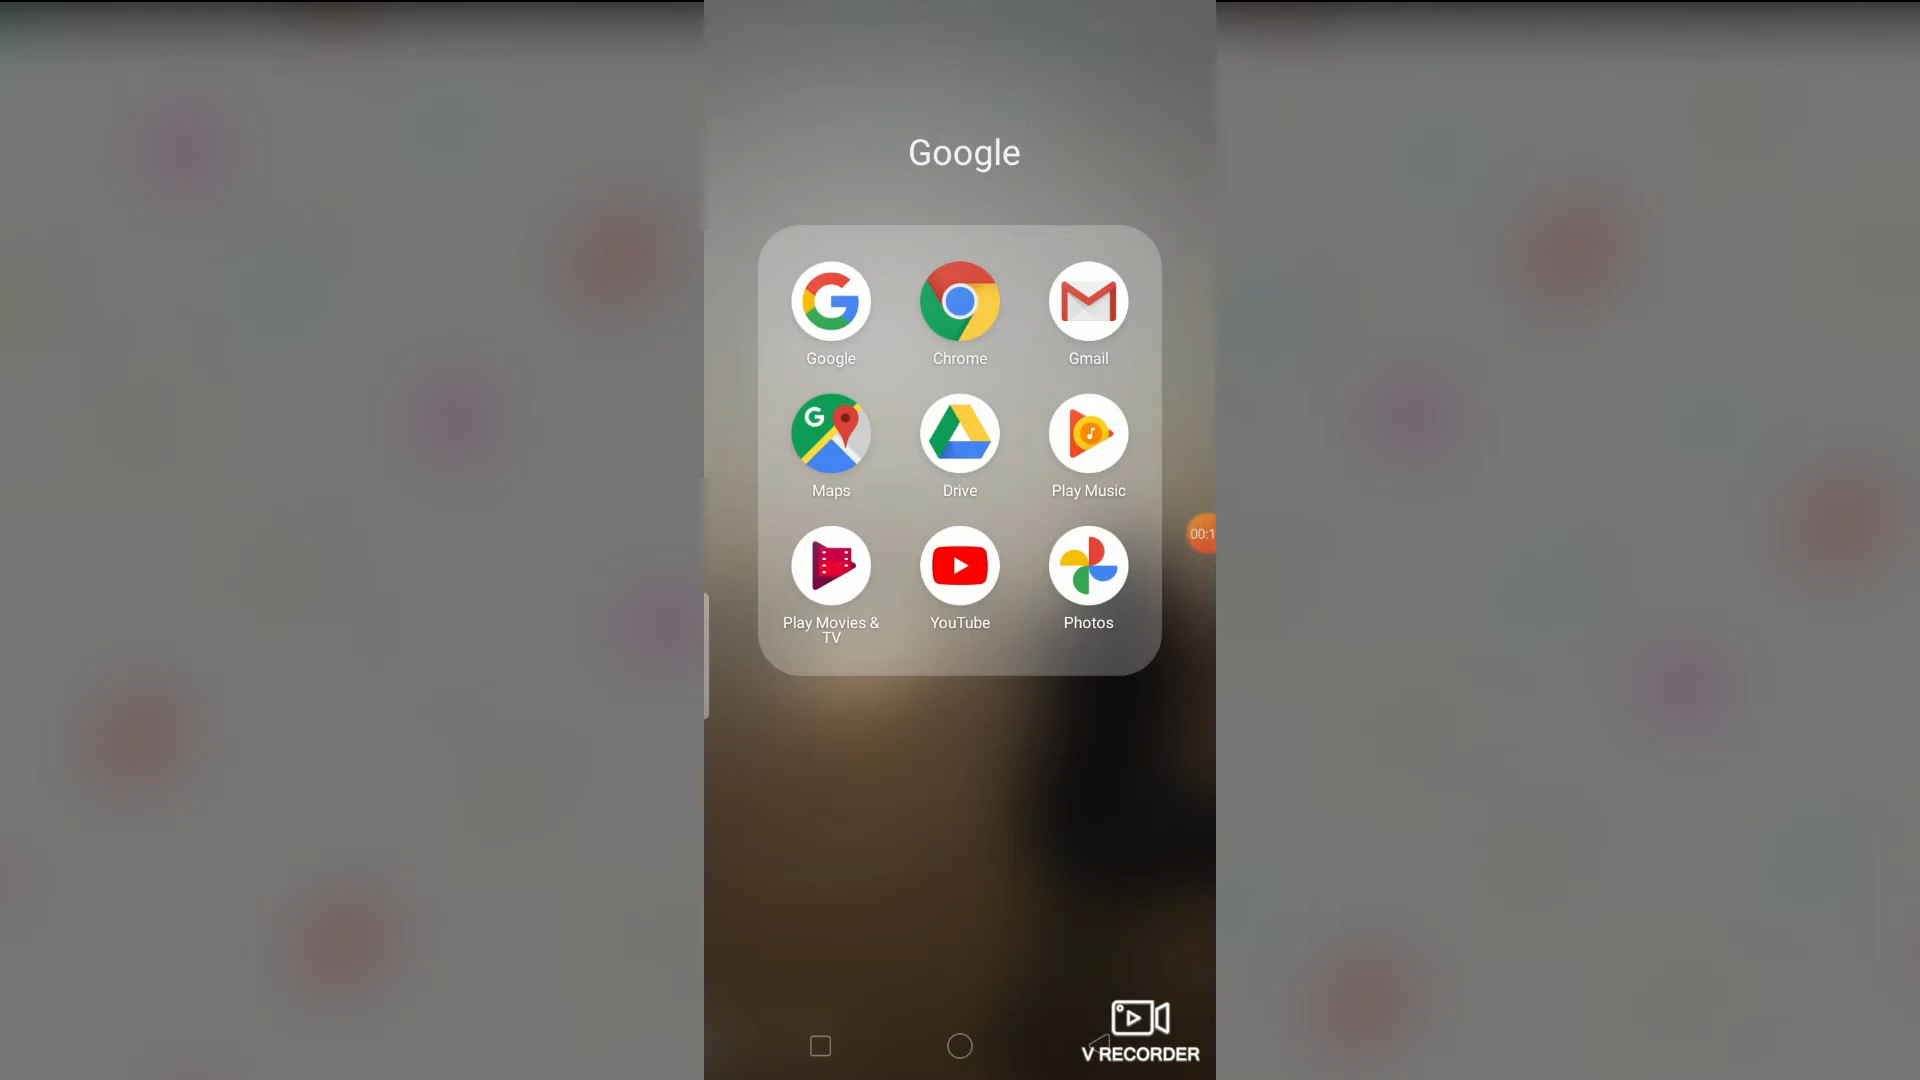 Google
Google
Chrome
Gmail
G
Maps
Drive
Play Music
00:1
Play Movies &
TV
YouTube
Photos
V RECORDER